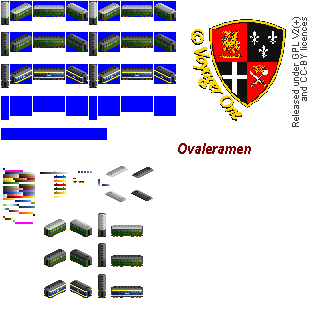 © Voyager One
Released under GPL v2(+)
and CC-BY licences
Ovaleramen